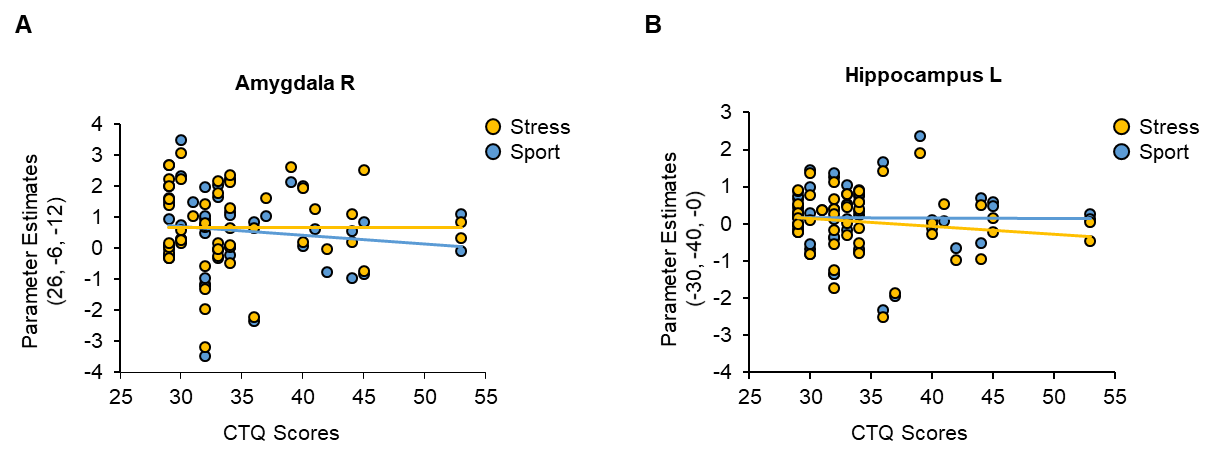 A
Amygdala R
4
3
2
1
0
-1
-2
-3
-4
25
30
35
40
45
50
55
Parameter Estimates
(26, -6, -12)
CTQ Scores
Stress
Sport
B
Hippocampus L
3
2
1
0
-1
-2
-3
-4
25
30
35
40
45
50
55
Parameter Estimates
(-30, -40, -0)
CTQ Scores
Stress
Sport